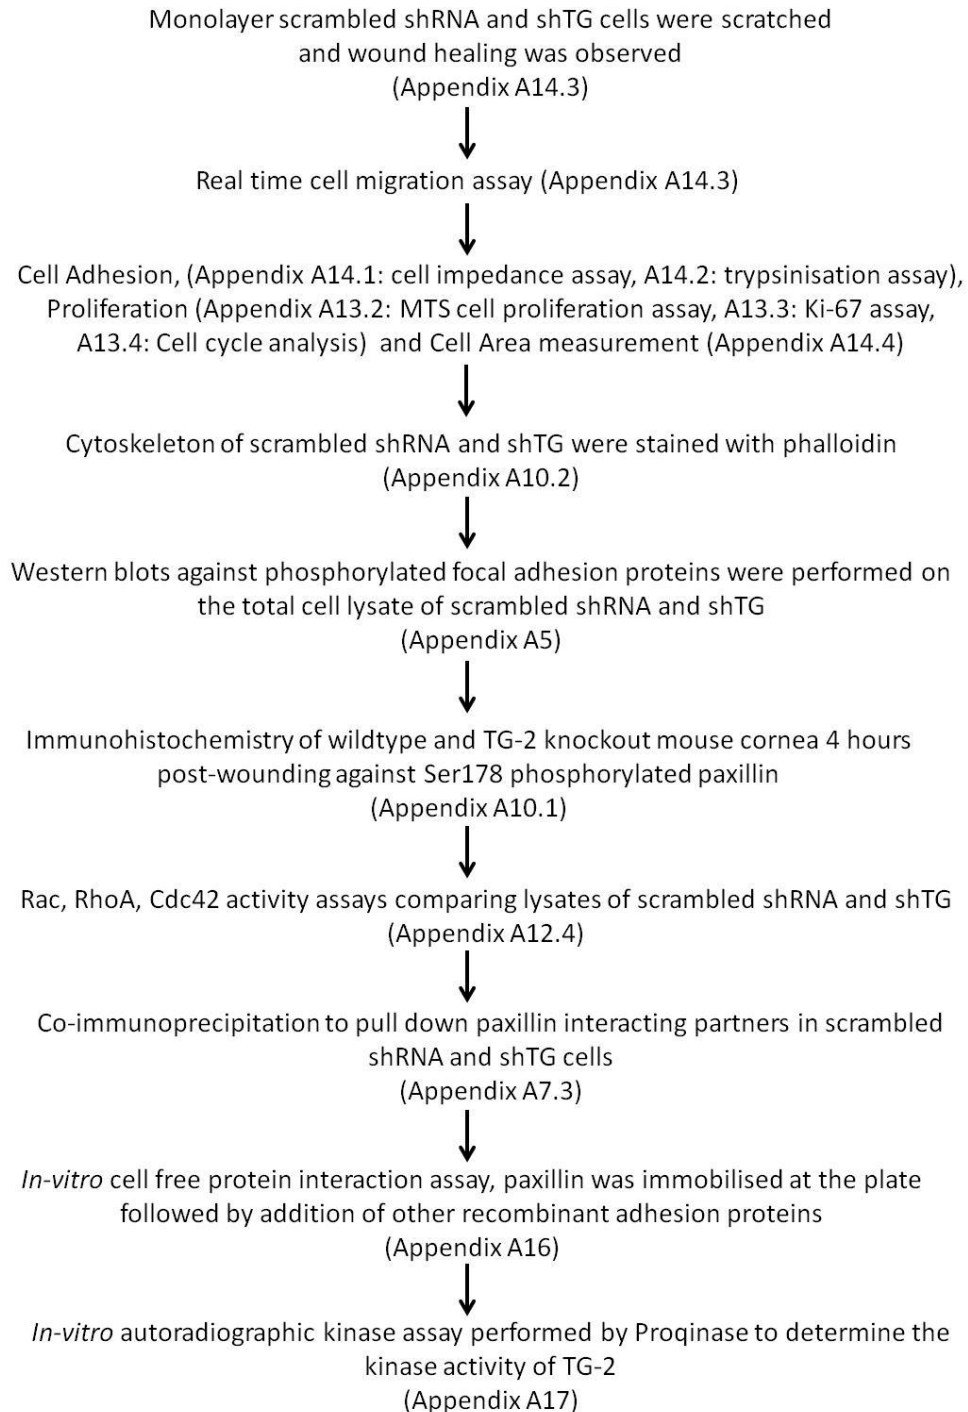 Monolayer scrambled shRNA and shTG cells were scratched
and wound healing was observed
(Appendix A14.3)
Real time cell migration assay (Appendix A14.3)
Cell Adhesion, (Appendix A14.1: cell impedance assay, A14.2: trypsinisation assay),
Proliferation (Appendix A13.2: MTS cell proliferation assay, A13.3: Ki-67 assay,
A13.4: Cell cycle analysis) and Cell Area measurement (Appendix A14.4)
Cytoskeleton of scrambled shRNA and shTG were stained with phalloidin
(Appendix A10.2)
Western blots against phosphorylated focal adhesion proteins were performed on
the total cell lysate of scrambled shRNA and shTG
(Appendix A5)
Immunohistochemistry of wildtype and TG-2 knockout mouse cornea 4 hours
post-wounding against Ser178 phosphorylated paxillin
(Appendix A10.1)
Rac, RhoA, Cdc42 activity assays comparing lysates of scrambled shRNA and shTG
(Appendix A12.4)
Co-immunoprecipitation to pull down paxillin interacting partners in scrambled
shRNA and shTG cells
(Appendix A7.3)
In-vitro cell free protein interaction assay, paxillin was immobilised at the plate
followed by addition of other recombinant adhesion proteins
(Appendix A16)
In-vitro autoradiographic kinase assay performed by Proqinase to determine the
kinase activity of TG-2
(Appendix A17)